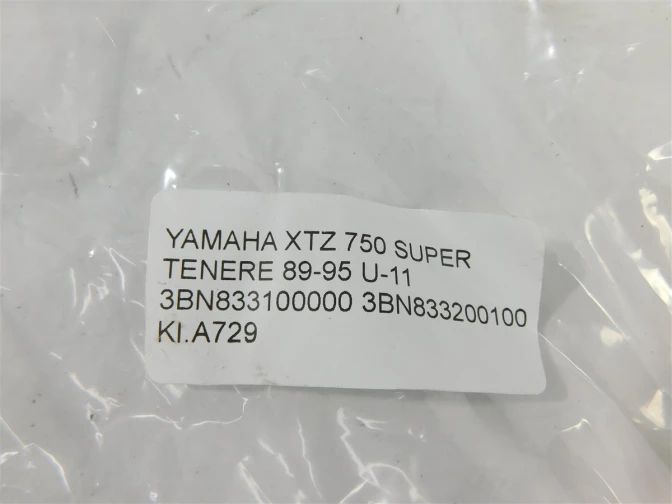 YAMAHA XTZ 750 SUPER
TENERE 89-95 U-11
3BN833100000 3BN833200100
KI.A729